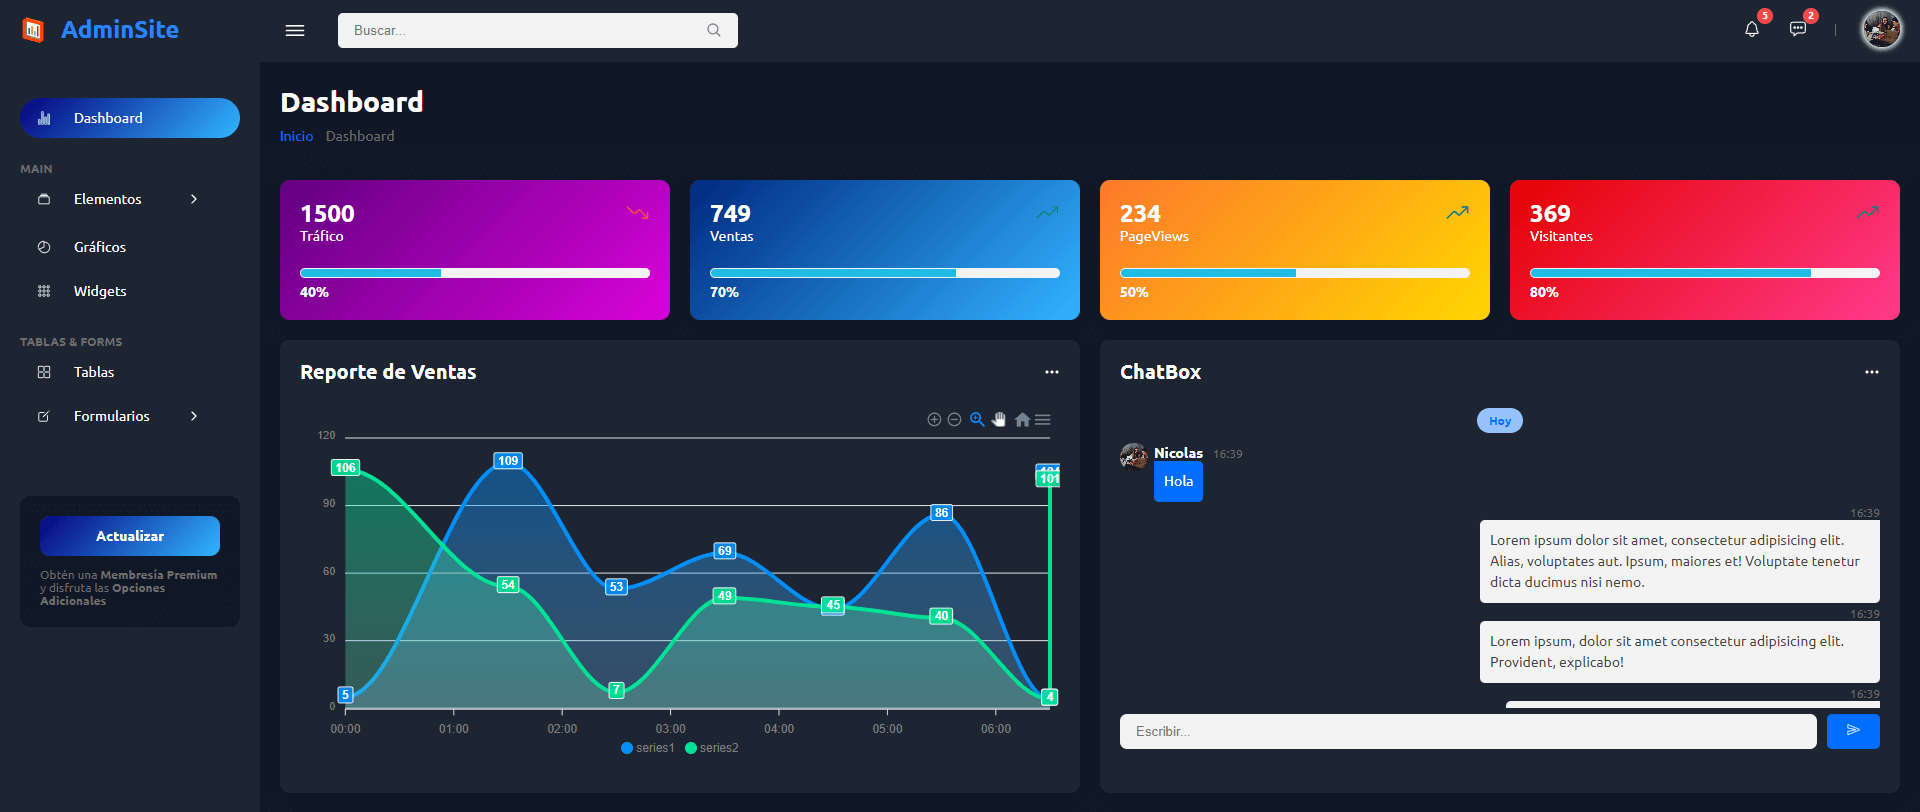 AdminSite
Buscar...
5
2
Dashboard
MAIN
Elementos
Gráficos
Widgets
TABLAS & FORMS
Tablas
Formularios
Actualizar
Obtén una Membresía Premium
y disfruta las Opciones
Adicionales
Dashboard
Inicio Dashboard
1500
Tráfico
40%
749
Ventas
70%
234
PageViews
50%
369
Visitantes
80%
Reporte de Ventas
120
90
60
30
0
106
109
53
69
86
101
54
7
49
45
40
5
4
00:00 01:00 02:00 03:00 04:00 05:00 06:00
series1 series2
ChatBox
Hoy
Nicolas 16:39
Hola
16:39
Lorem ipsum dolor sit amet, consectetur adipisicing elit.
Alias, voluptates aut. Ipsum, maiores et! Voluptate tenetur
dicta ducimus nisi nemo.
16:39
Lorem ipsum, dolor sit amet consectetur adipisicing elit.
Provident, explicabo!
16:39
Escribir...